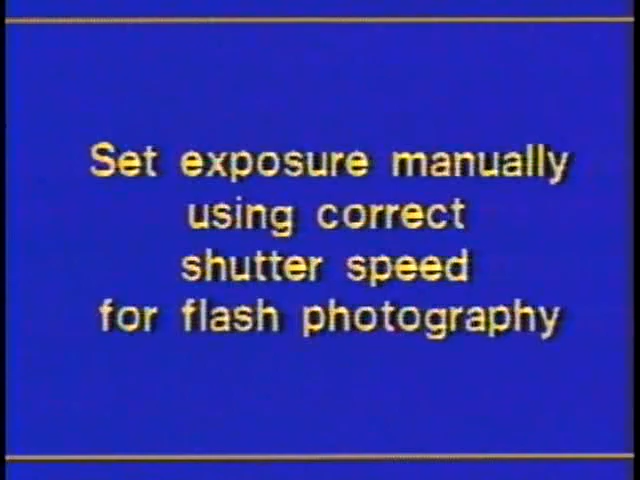 Set exposure manually
using correct
shutter speed
for flash photography